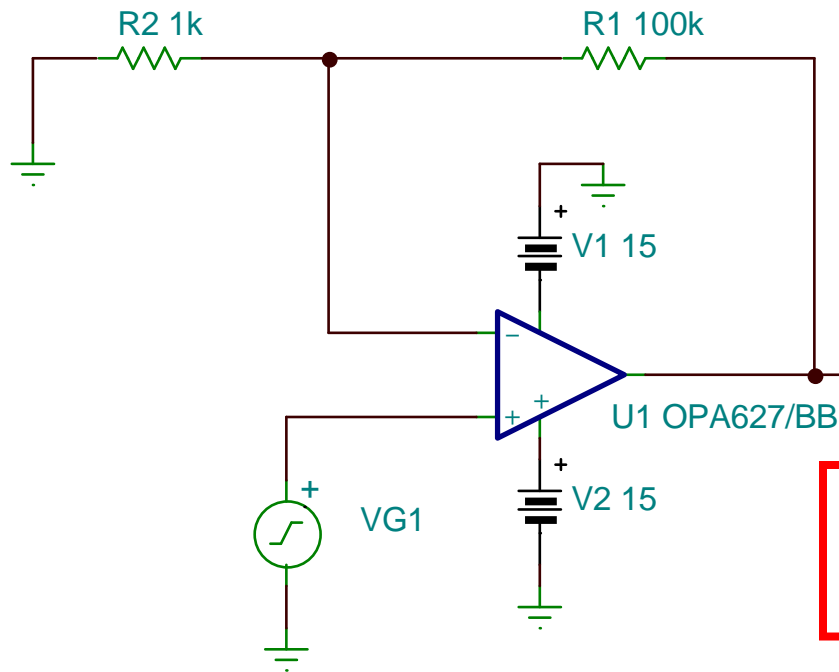 R2 1k
R1 100k
+
V1 15
−
+
+
U1 OPA627/BB
+
V2 15
+
VG1